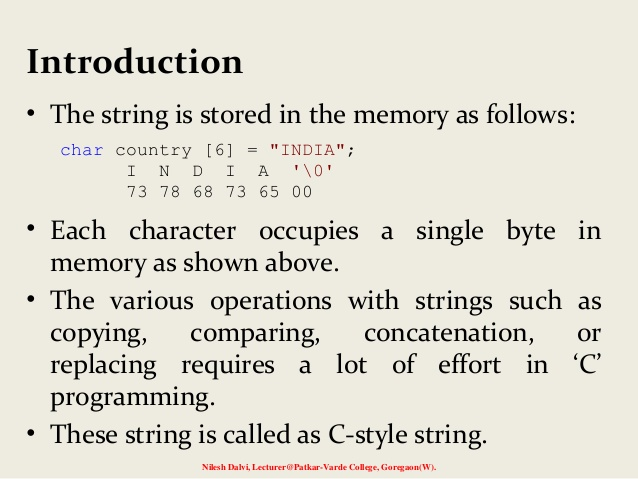 Introduction
• The string is stored in the memory as follows:
char country [6] = "INDIA";
I N D I A '\0'
73 78 68 73 65 00
• Each character occupies a single byte in
memory as shown above.
• The various operations with strings such as
copying, comparing, concatenation, or
replacing requires a lot of effort in ‘C’
programming.
• These string is called as C-style string.
Nilesh Dalvi, Lecturer@Patkar-Varde College, Goregaon(W).